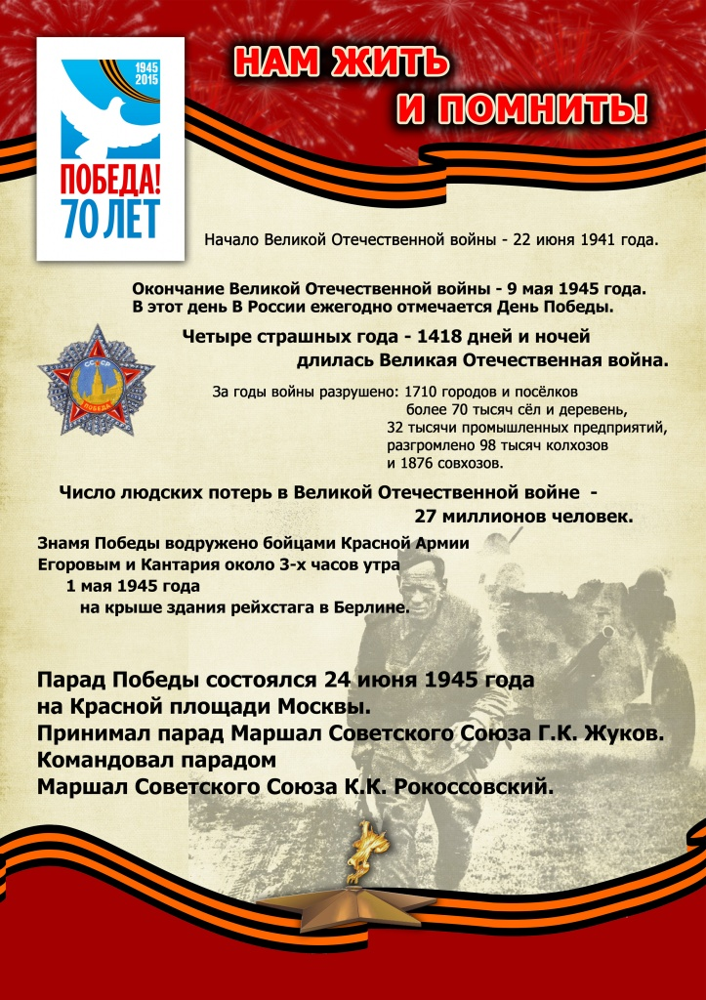 1945
2015
ПОБЕДА!
70 ЛЕТ
НАМ ЖИТЬ
И ПОМНИТЬ!
Начало Великой Отечественной войны - 22 июня 1941 года.
Окончание Великой Отечественной войны - 9 мая 1945 года.
В этот день В России ежегодно отмечается День Победы.
Четыре страшных года - 1418 дней и ночей
длилась Великая Отечественная война.
СССР
ПОБЕДА
За годы войны разрушено: 1710 городов и посёлков
более 70 тысяч сёл и деревень,
32 тысячи промышленных предприятий,
разгромлено 98 тысяч колхозов
и 1876 совхозов.
Число людских потерь в Великой Отечественной войне -
27 миллионов человек.
Знамя Победы водружено бойцами Красной Армии
Егоровым и Кантария около 3-х часов утра
1 мая 1945 года
на крыше здания рейхстага в Берлине.
Парад Победы состоялся 24 июня 1945 года
на Красной площади Москвы.
Принимал парад Маршал Советского Союза Г.К. Жуков.
Командовал парадом
Маршал Советского Союза К.К. Рокоссовский.